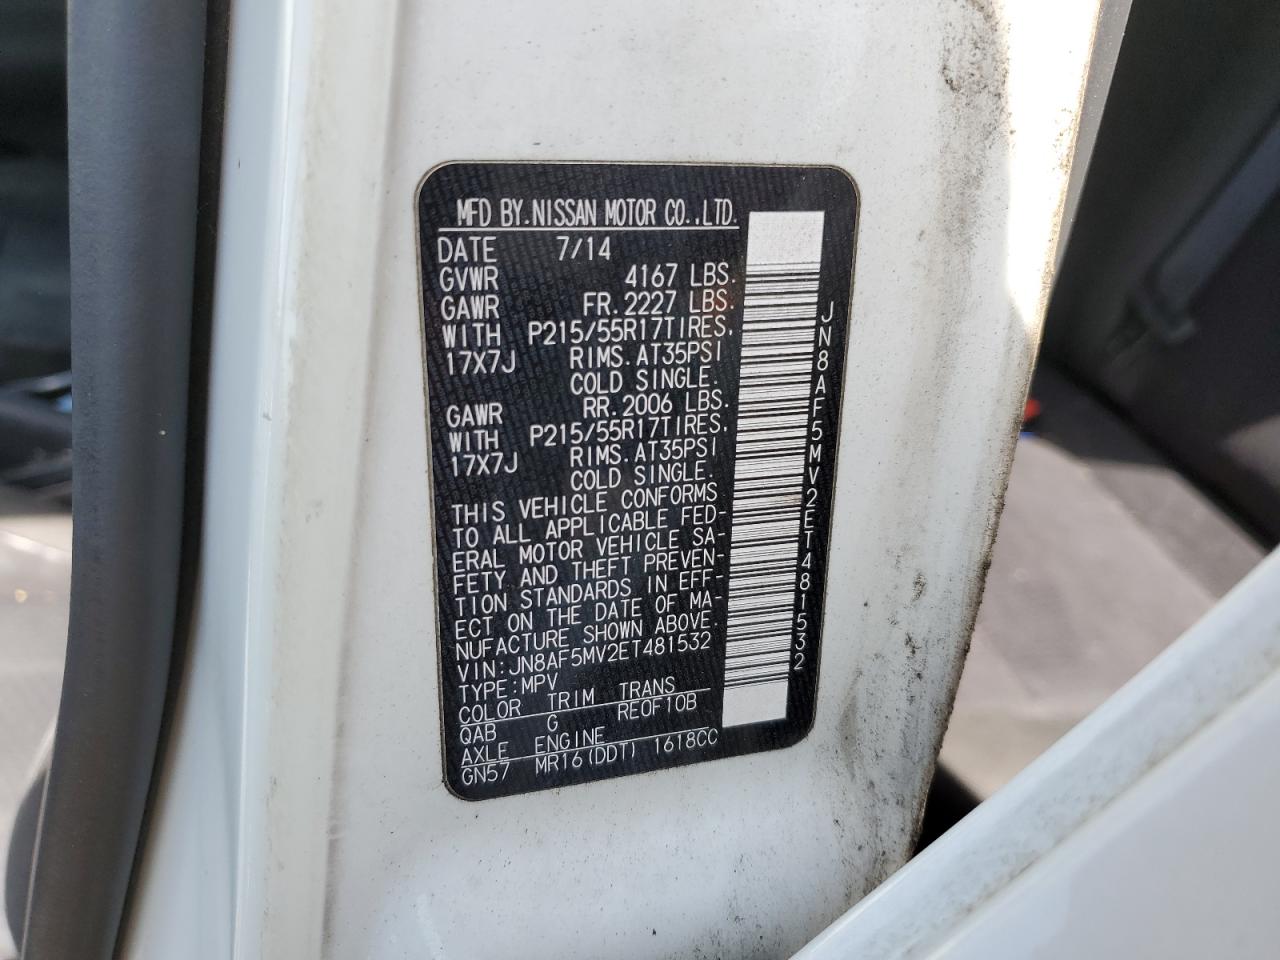 MFD BY.NISSAN MOTOR CO.,LTD.
DATE 7/14
GVWR 4167 LBS.
GAWR FR.2227 LBS.
WITH P215/55R17TIRES,
17X7J RIMS.AT35PSI
COLD SINGLE.
GAWR RR.2006 LBS.
WITH P215/55R17TIRES,
17X7J RIMS.AT35PSI
COLD SINGLE.
THIS VEHICLE CONFORMS
TO ALL APPLICABLE FED-
ERAL MOTOR VEHICLE SA-
FETY AND THEFT PREVEN-
TION STANDARDS IN EFF-
ECT ON THE DATE OF MA-
NUFACTURE SHOWN ABOVE.
VIN:JN8AF5MV2ET481532
TYPE:MPV
COLOR TRIM TRANS
QAB G RE0F10B
AXLE ENGINE
GN57 MR16(DDT) 1618CC
JN8AF5MV2ET481532